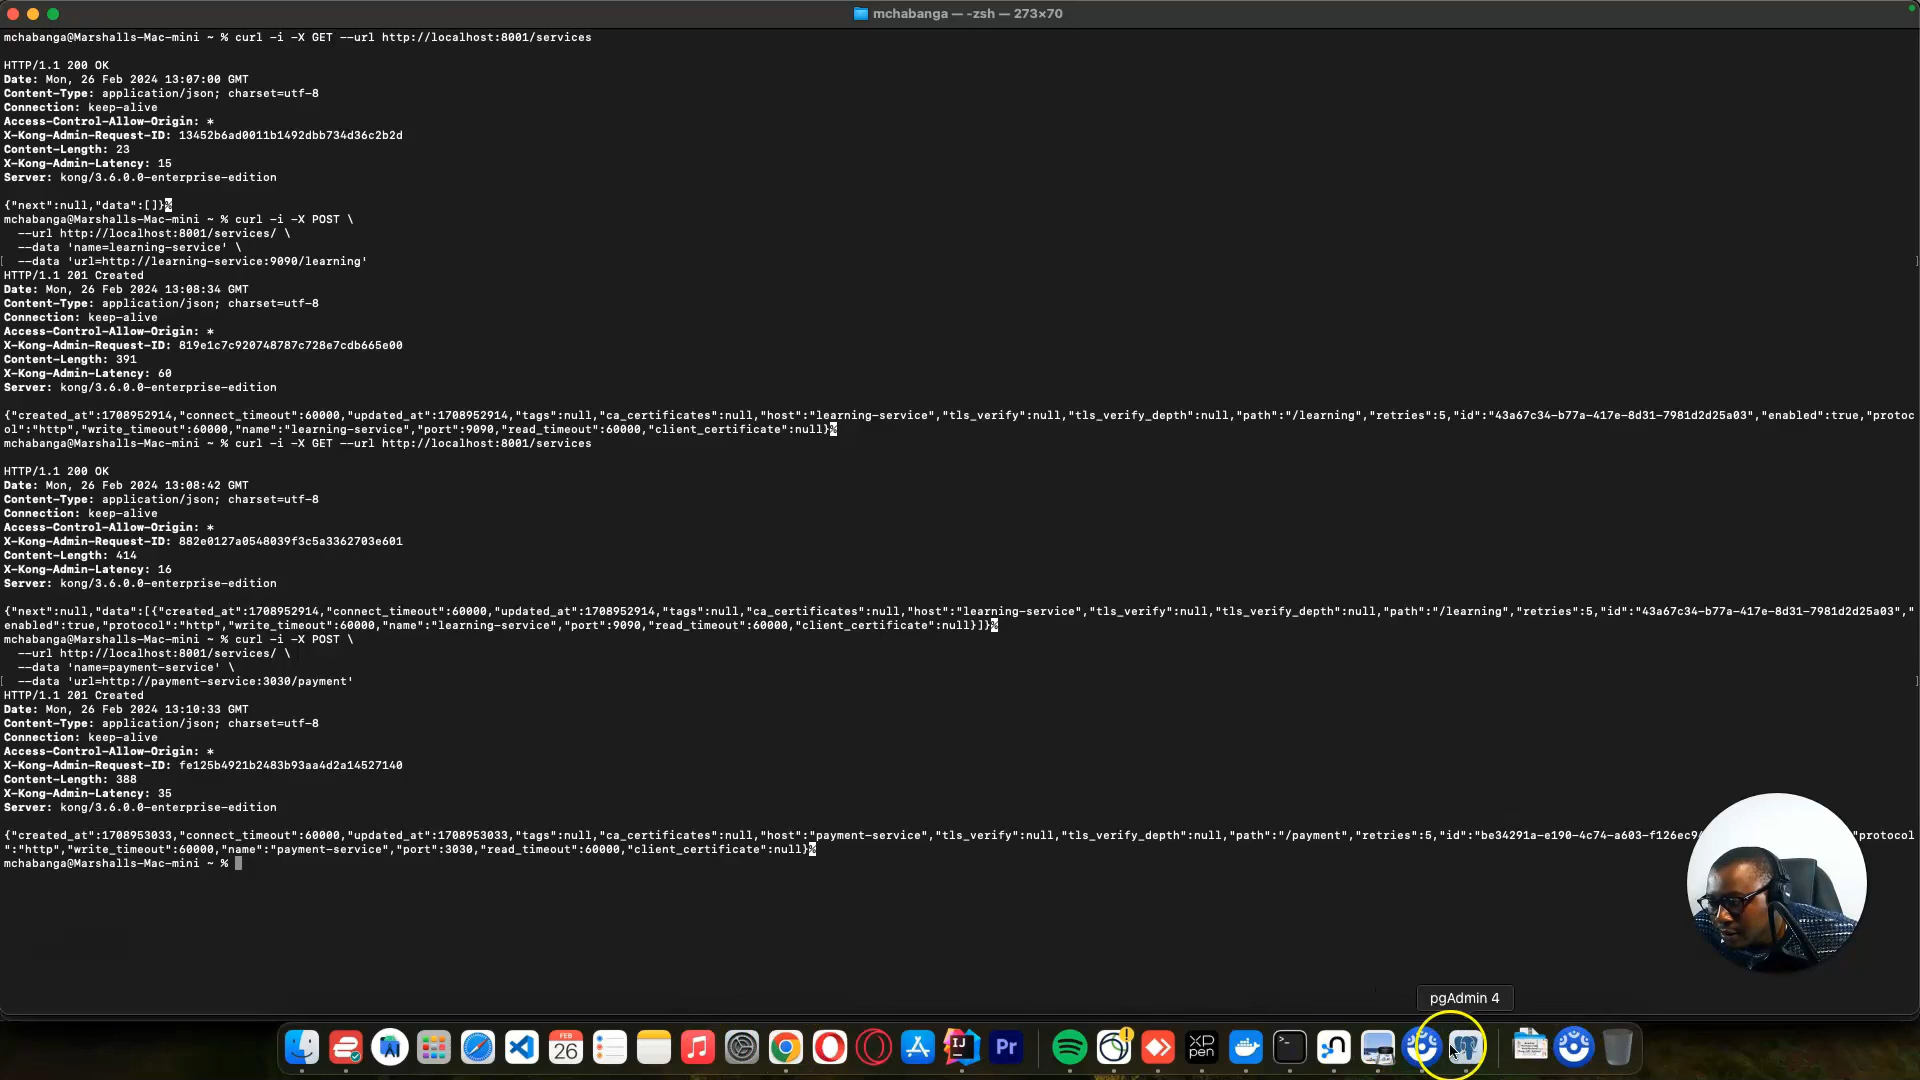 mchabanga — -zsh — 273×70
mchabanga@Marshalls-Mac-mini ~ % curl -i -X GET --url http://localhost:8001/services
HTTP/1.1 200 OK
Date: Mon, 26 Feb 2024 13:07:00 GMT
Content-Type: application/json; charset=utf-8
Connection: keep-alive
Access-Control-Allow-Origin: *
X-Kong-Admin-Request-ID: 13452b6ad0011b1492dbb734d36c2b2d
Content-Length: 23
X-Kong-Admin-Latency: 15
Server: kong/3.6.0.0-enterprise-edition
{"next":null,"data":[]}%
mchabanga@Marshalls-Mac-mini ~ % curl -i -X POST \
--url http://localhost:8001/services/ \
--data 'name=learning-service' \
[ --data 'url=http://learning-service:9090/learning' ]
HTTP/1.1 201 Created
Date: Mon, 26 Feb 2024 13:08:34 GMT
Content-Type: application/json; charset=utf-8
Connection: keep-alive
Access-Control-Allow-Origin: *
X-Kong-Admin-Request-ID: 819e1c7c920748787c728e7cdb665e00
Content-Length: 391
X-Kong-Admin-Latency: 60
Server: kong/3.6.0.0-enterprise-edition
{"created_at":1708952914,"connect_timeout":60000,"updated_at":1708952914,"tags":null,"ca_certificates":null,"host":"learning-service","tls_verify":null,"tls_verify_depth":null,"path":"/learning","retries":5,"id":"43a67c34-b77a-417e-8d31-7981d2d25a03","enabled":true,"protoc
ol":"http","write_timeout":60000,"name":"learning-service","port":9090,"read_timeout":60000,"client_certificate":null}%
mchabanga@Marshalls-Mac-mini ~ % curl -i -X GET --url http://localhost:8001/services
HTTP/1.1 200 OK
Date: Mon, 26 Feb 2024 13:08:42 GMT
Content-Type: application/json; charset=utf-8
Connection: keep-alive
Access-Control-Allow-Origin: *
X-Kong-Admin-Request-ID: 882e0127a0548039f3c5a3362703e601
Content-Length: 414
X-Kong-Admin-Latency: 16
Server: kong/3.6.0.0-enterprise-edition
{"next":null,"data":[{"created_at":1708952914,"connect_timeout":60000,"updated_at":1708952914,"tags":null,"ca_certificates":null,"host":"learning-service","tls_verify":null,"tls_verify_depth":null,"path":"/learning","retries":5,"id":"43a67c34-b77a-417e-8d31-7981d2d25a03","
enabled":true,"protocol":"http","write_timeout":60000,"name":"learning-service","port":9090,"read_timeout":60000,"client_certificate":null}]}%
mchabanga@Marshalls-Mac-mini ~ % curl -i -X POST \
--url http://localhost:8001/services/ \
--data 'name=payment-service' \
[ --data 'url=http://payment-service:3030/payment' ]
HTTP/1.1 201 Created
Date: Mon, 26 Feb 2024 13:10:33 GMT
Content-Type: application/json; charset=utf-8
Connection: keep-alive
Access-Control-Allow-Origin: *
X-Kong-Admin-Request-ID: fe125b4921b2483b93aa4d2a14527140
Content-Length: 388
X-Kong-Admin-Latency: 35
Server: kong/3.6.0.0-enterprise-edition
{"created_at":1708953033,"connect_timeout":60000,"updated_at":1708953033,"tags":null,"ca_certificates":null,"host":"payment-service","tls_verify":null,"tls_verify_depth":null,"path":"/payment","retries":5,"id":"be34291a-e190-4c74-a603-f126ec9 protocol
":"http","write_timeout":60000,"name":"payment-service","port":3030,"read_timeout":60000,"client_certificate":null}%
mchabanga@Marshalls-Mac-mini ~ %
pgAdmin 4
FEB
26
IJ
Pr
XP
pen
>_